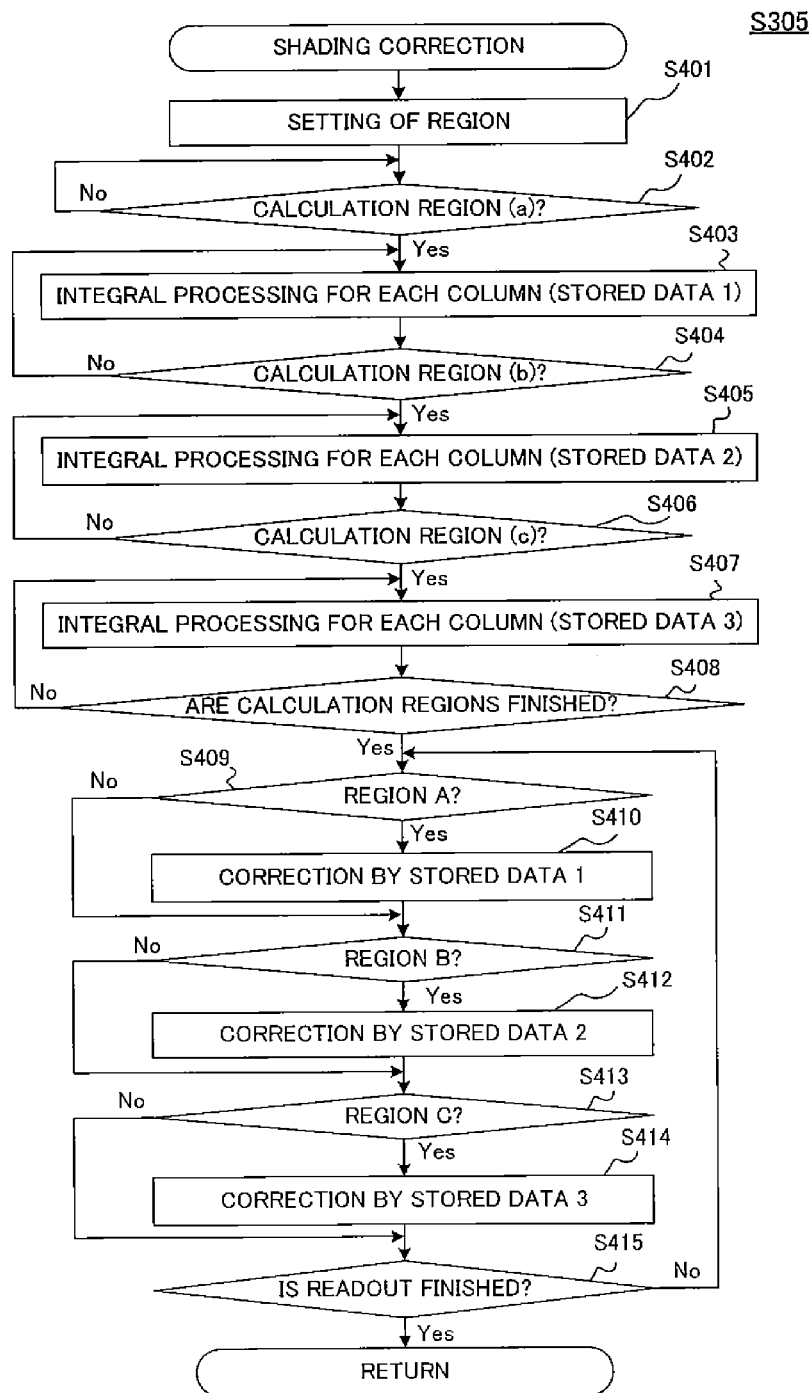 S305
SHADING CORRECTION
S401
SETTING OF REGION
S402
No
CALCULATION REGION (a)?
Yes
S403
INTEGRAL PROCESSING FOR EACH COLUMN (STORED DATA 1)
S404
No
CALCULATION REGION (b)?
Yes
S405
INTEGRAL PROCESSING FOR EACH COLUMN (STORED DATA 2)
S406
No
CALCULATION REGION (c)?
Yes
S407
INTEGRAL PROCESSING FOR EACH COLUMN (STORED DATA 3)
S408
No
ARE CALCULATION REGIONS FINISHED?
Yes
S409
No
REGION A?
Yes
S410
CORRECTION BY STORED DATA 1
S411
No
REGION B?
Yes
S412
CORRECTION BY STORED DATA 2
S413
No
REGION C?
Yes
S414
CORRECTION BY STORED DATA 3
S415
IS READOUT FINISHED?
No
Yes
RETURN